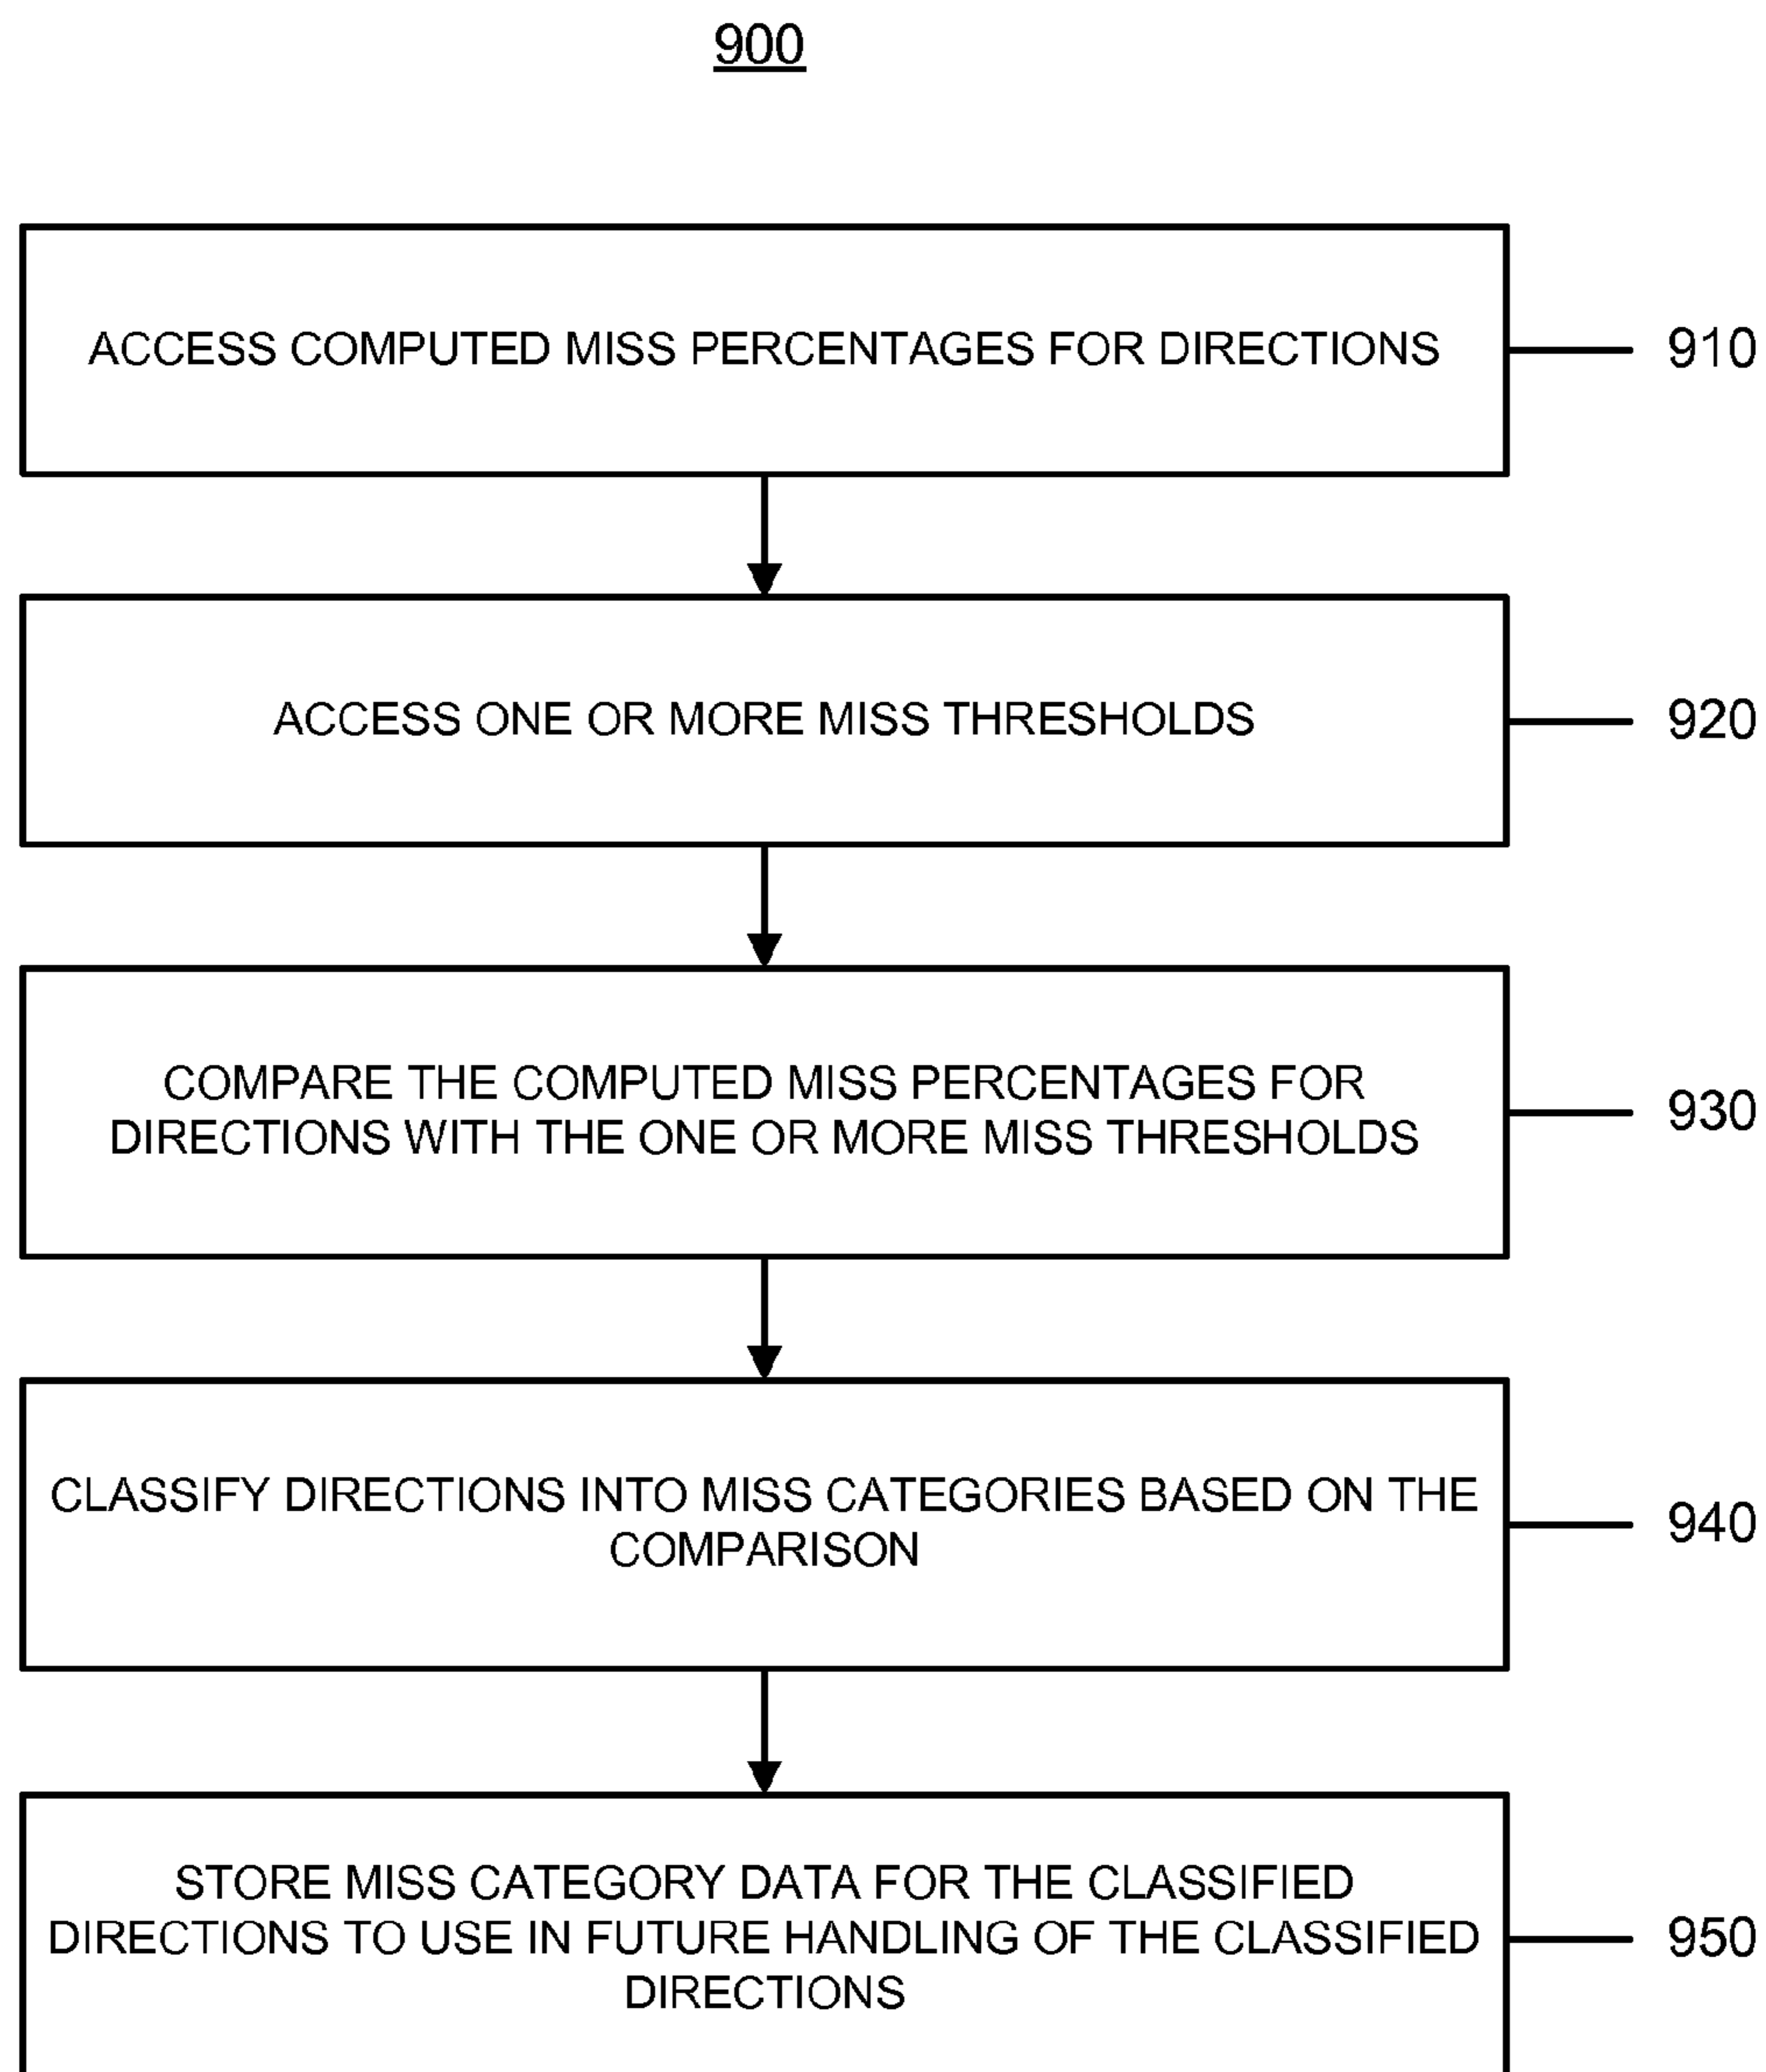 900
ACCESS COMPUTED MISS PERCENTAGES FOR DIRECTIONS
910
ACCESS ONE OR MORE MISS THRESHOLDS
920
COMPARE THE COMPUTED MISS PERCENTAGES FOR
DIRECTIONS WITH THE ONE OR MORE MISS THRESHOLDS
930
CLASSIFY DIRECTIONS INTO MISS CATEGORIES BASED ON THE
COMPARISON
940
STORE MISS CATEGORY DATA FOR THE CLASSIFIED
DIRECTIONS TO USE IN FUTURE HANDLING OF THE CLASSIFIED
DIRECTIONS
950